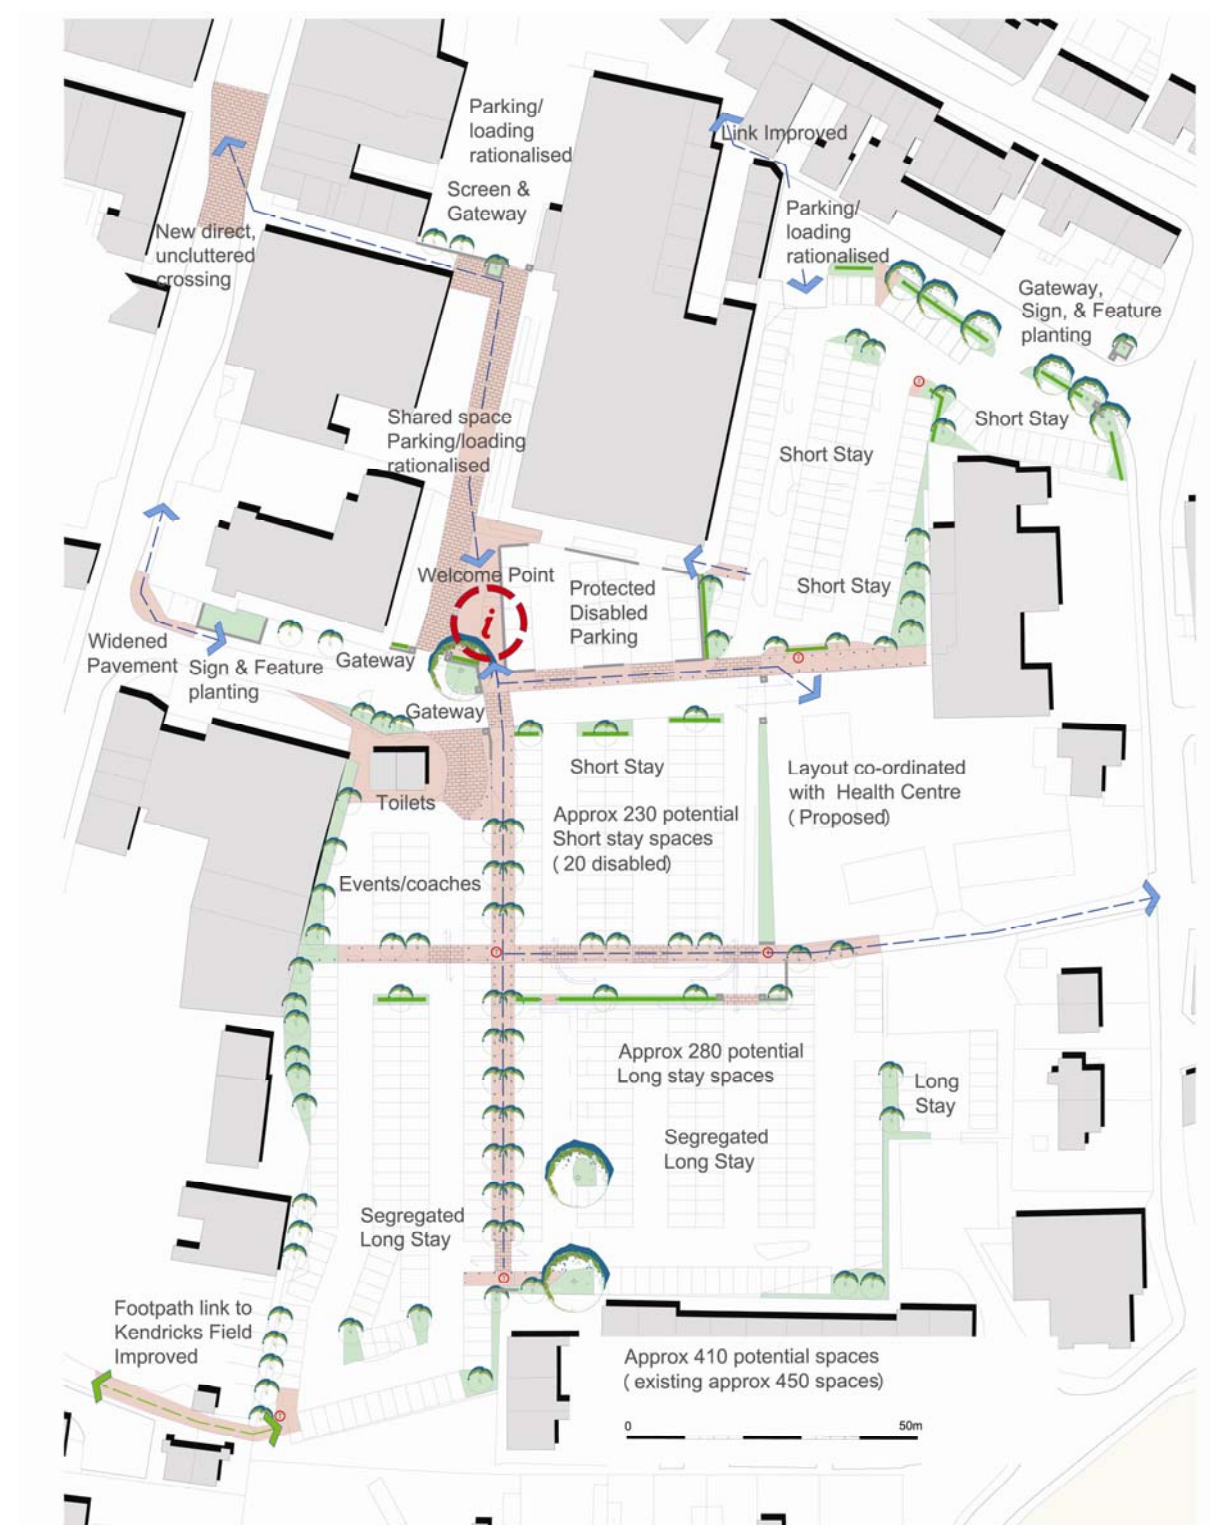 Parking/
loading
rationalised
Link Improved
Screen &
Gateway
Parking/
loading
rationalised
New direct,
uncluttered
crossing
Gateway,
Sign, & Feature
planting
Shared space
Parking/loading
rationalised
Short Stay
Short Stay
Welcome Point
i
Protected
Disabled
Parking
Short Stay
Widened
Pavement
Sign & Feature
planting
Gateway
Gateway
Short Stay
Layout co-ordinated
with Health Centre
( Proposed)
Toilets
Approx 230 potential
Short stay spaces
( 20 disabled)
Events/coaches
Approx 280 potential
Long stay spaces
Long
Stay
Segregated
Long Stay
Segregated
Long Stay
Footpath link to
Kendricks Field
Improved
Approx 410 potential spaces
( existing approx 450 spaces)
0 50m